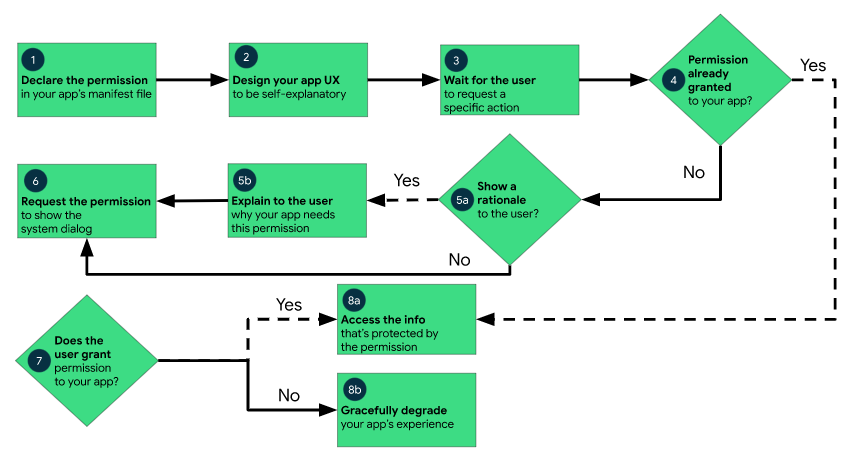 1
Declare the permission
in your app's manifest file
2
Design your app UX
to be self-explanatory
3
Wait for the user
to request a
specific action
4
Permission
already
granted
to your app?
Yes
No
5a
Show a
rationale
to the user?
Yes
No
5b
Explain to the user
why your app needs
this permission
6
Request the permission
to show the
system dialog
7
Does the
user grant
permission
to your app?
Yes
No
8a
Access the info
that's protected by
the permission
8b
Gracefully degrade
your app's experience